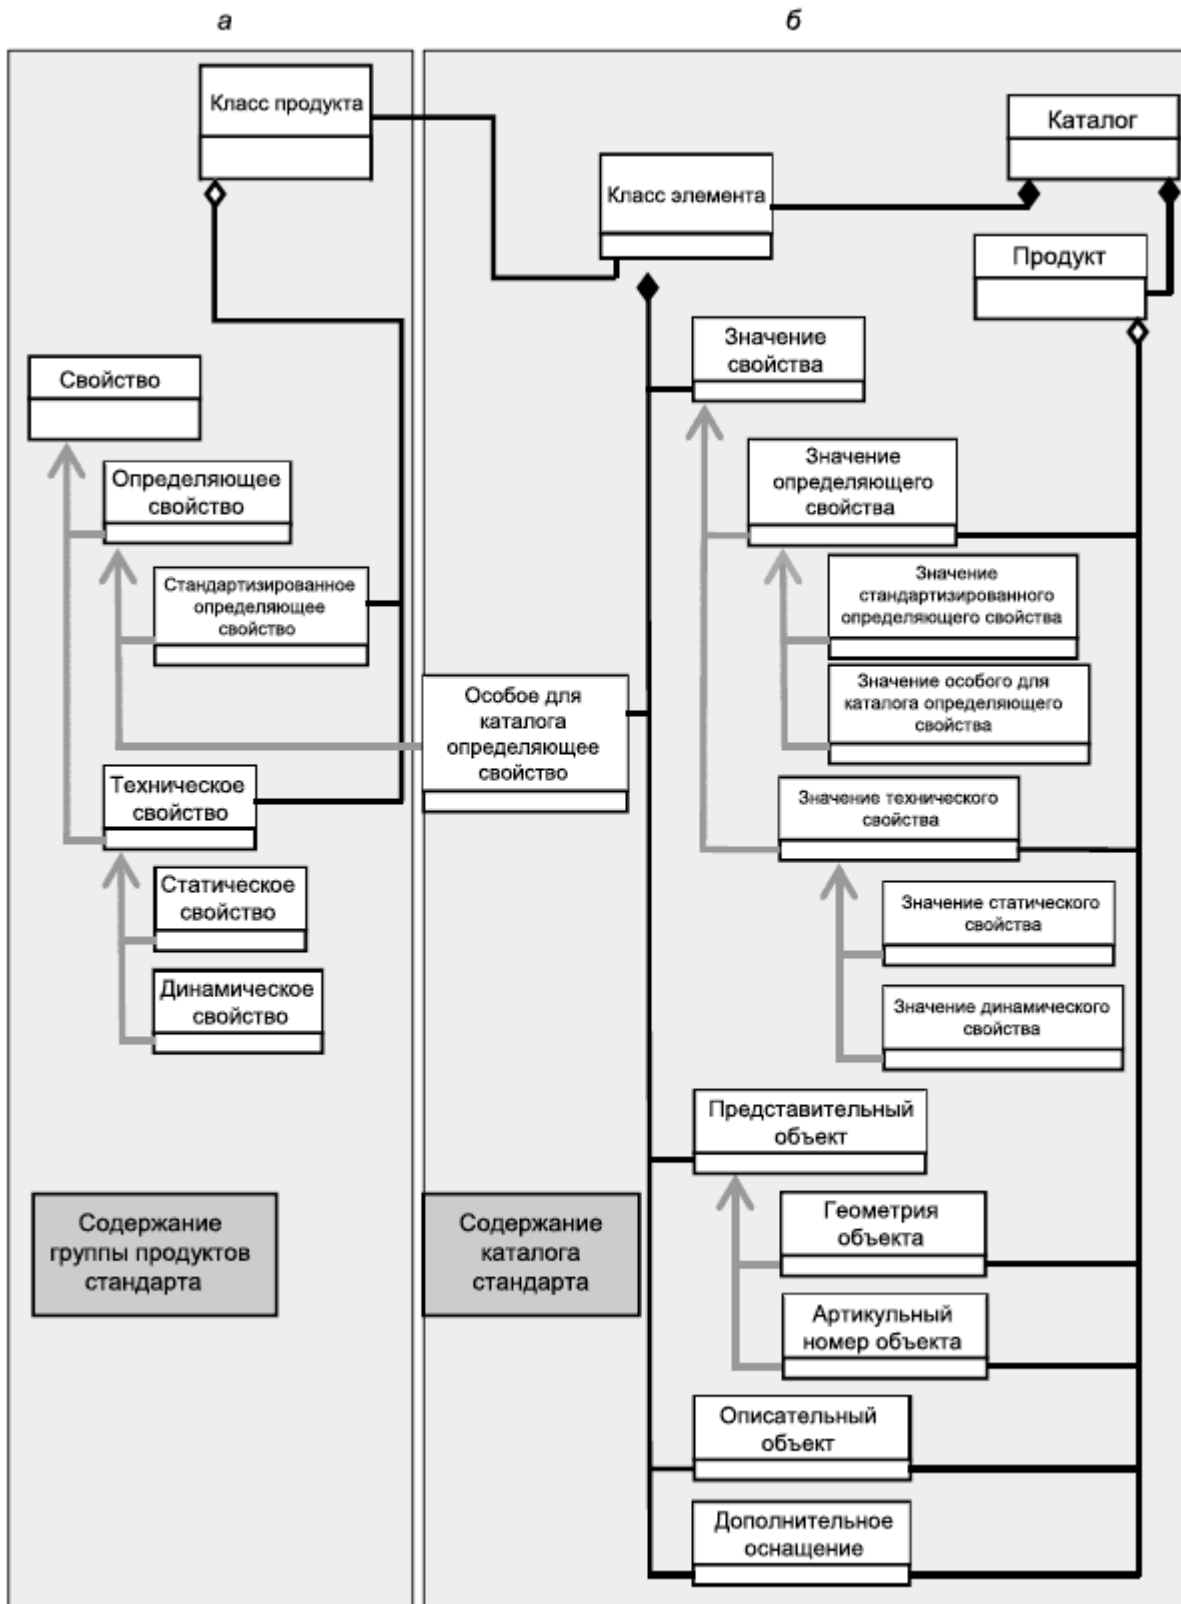 а
б
Класс продукта
Каталог
Класс элемента
Продукт
Значение
свойства
Свойство
Определяющее
свойство
Значение
определяющего
свойства
Стандартизированное
определяющее
свойство
Значение
стандартизированного
определяющего свойства
Особое для
каталога
определяющее
свойство
Значение особого для
каталога определяющего
свойства
Техническое
свойство
Значение технического
свойства
Статическое
свойство
Значение статического
свойства
Динамическое
свойство
Значение динамического
свойства
Представительный
объект
Содержание
группы продуктов
стандарта
Содержание
каталога
стандарта
Геометрия
объекта
Артикульный
номер объекта
Описательный
объект
Дополнительное
оснащение